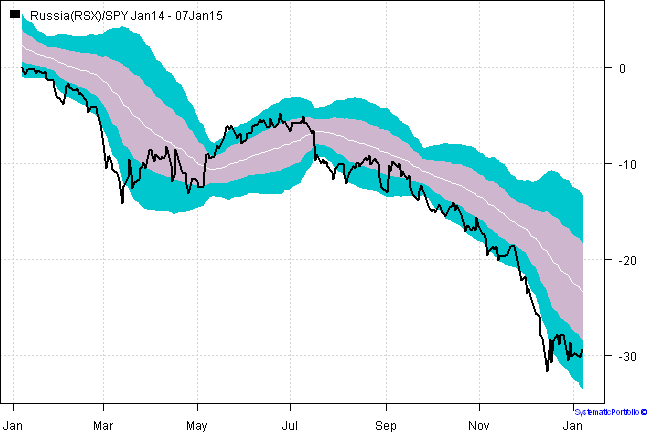 Russia(RSX)/SPY Jan14 - 07Jan15
0
-10
-20
-30
Jan Mar May Jul Sep Nov Jan
SystematicPortfolio ©